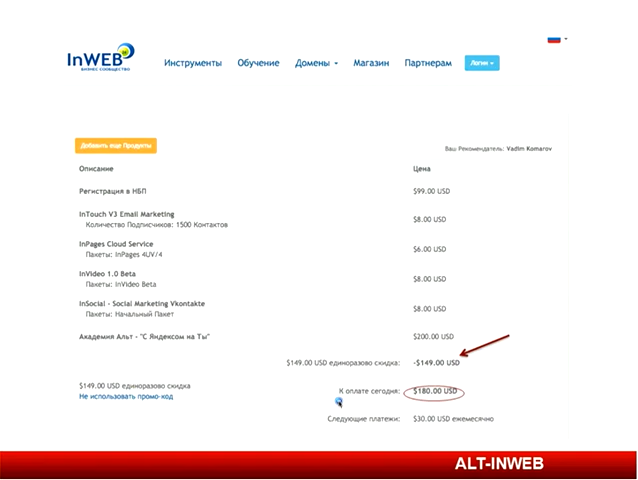 InWEB 24
БИЗНЕС СООБЩЕСТВО
Инструменты Обучение Домены Магазин Партнерам Логин
Добавить еще Продукты
Ваш Рекомендатель: Vadim Komarov
Описание Цена
Регистрация в НБП $99.00 USD
InTouch V3 Email Marketing
Количество Подписчиков: 1500 Контактов
$8.00 USD
InPages Cloud Service
Пакеты: InPages 4UV/4
$6.00 USD
InVideo 1.0 Beta
Пакеты: InVideo Beta
$8.00 USD
InSocial - Social Marketing Vkontakte
Пакеты: Начальный Пакет
$8.00 USD
Академия Альт - "С Яндексом на Ты" $200.00 USD
$149.00 USD единоразово скидка: -$149.00 USD
$149.00 USD единоразово скидка
Не использовать промо-код
К оплате сегодня: $180.00 USD
Следующие платежи: $30.00 USD ежемесячно
ALT-INWEB